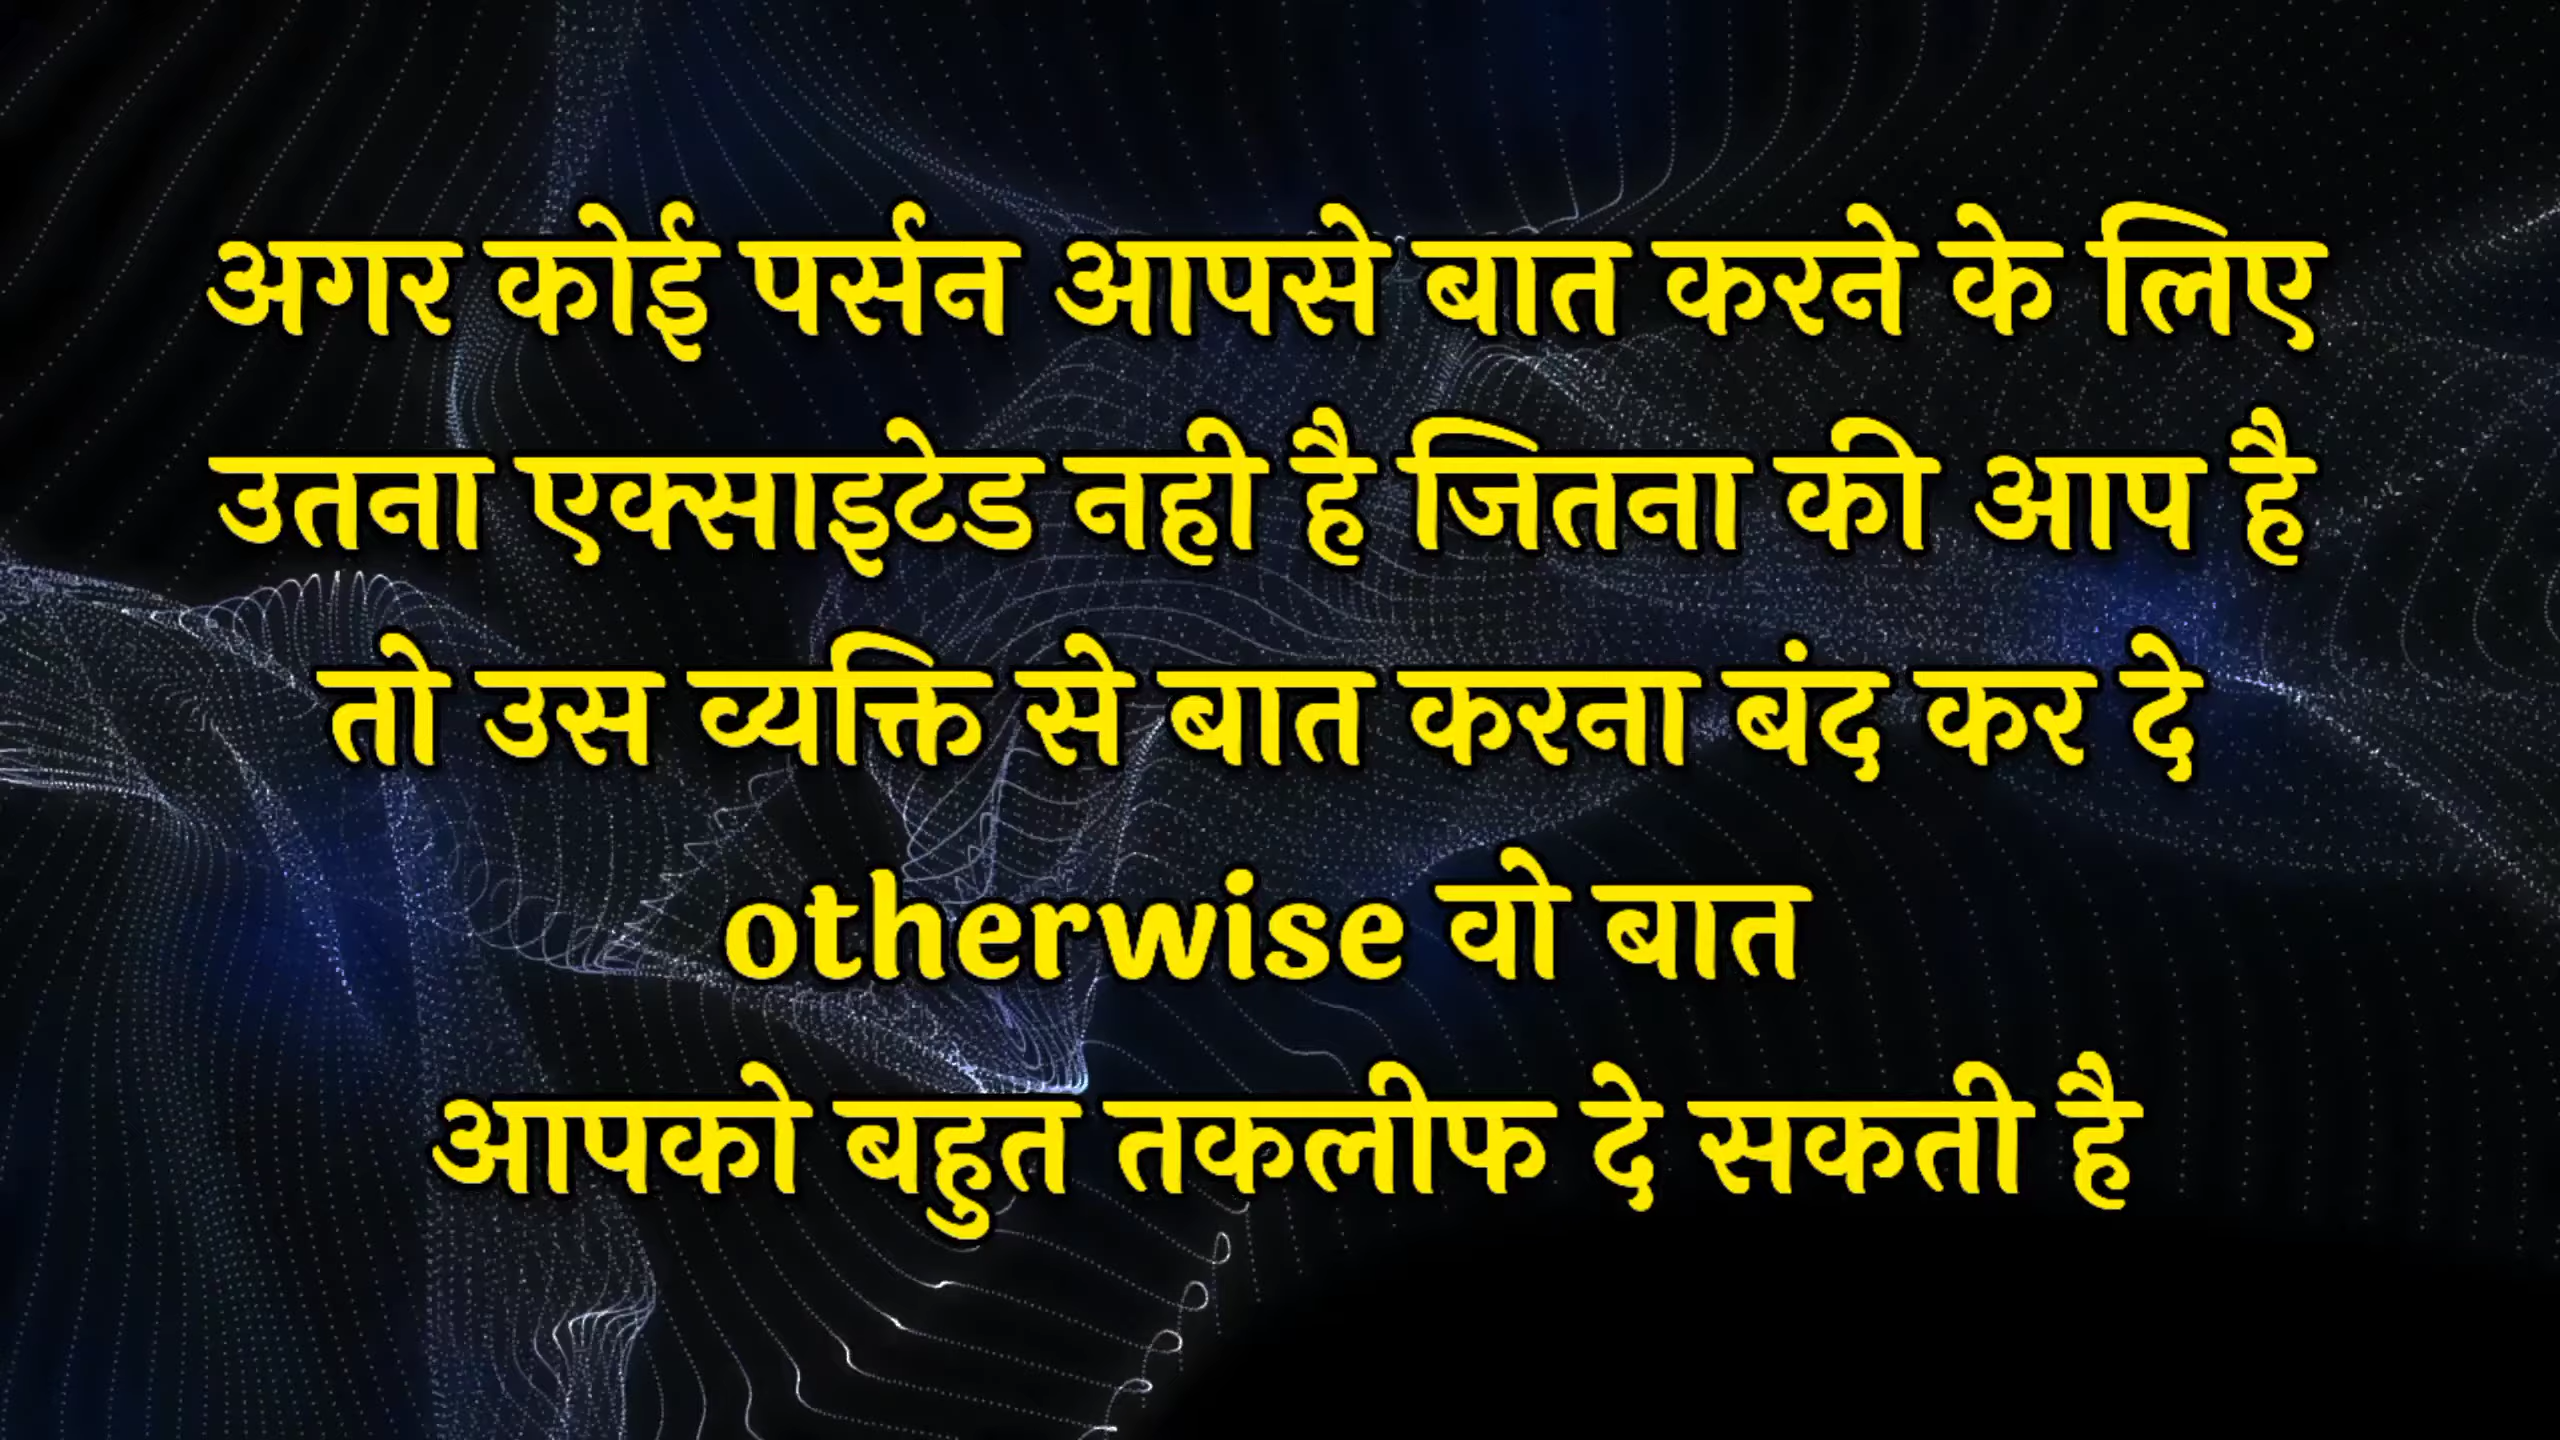 अगर कोई पर्सन आपसे बात करने के लिए
उतना एक्साइटेड नही है जितना की आप है
तो उस व्यक्ति से बात करना बंद कर दे
otherwise वो बात
आपको बहुत तकलीफ दे सकती है